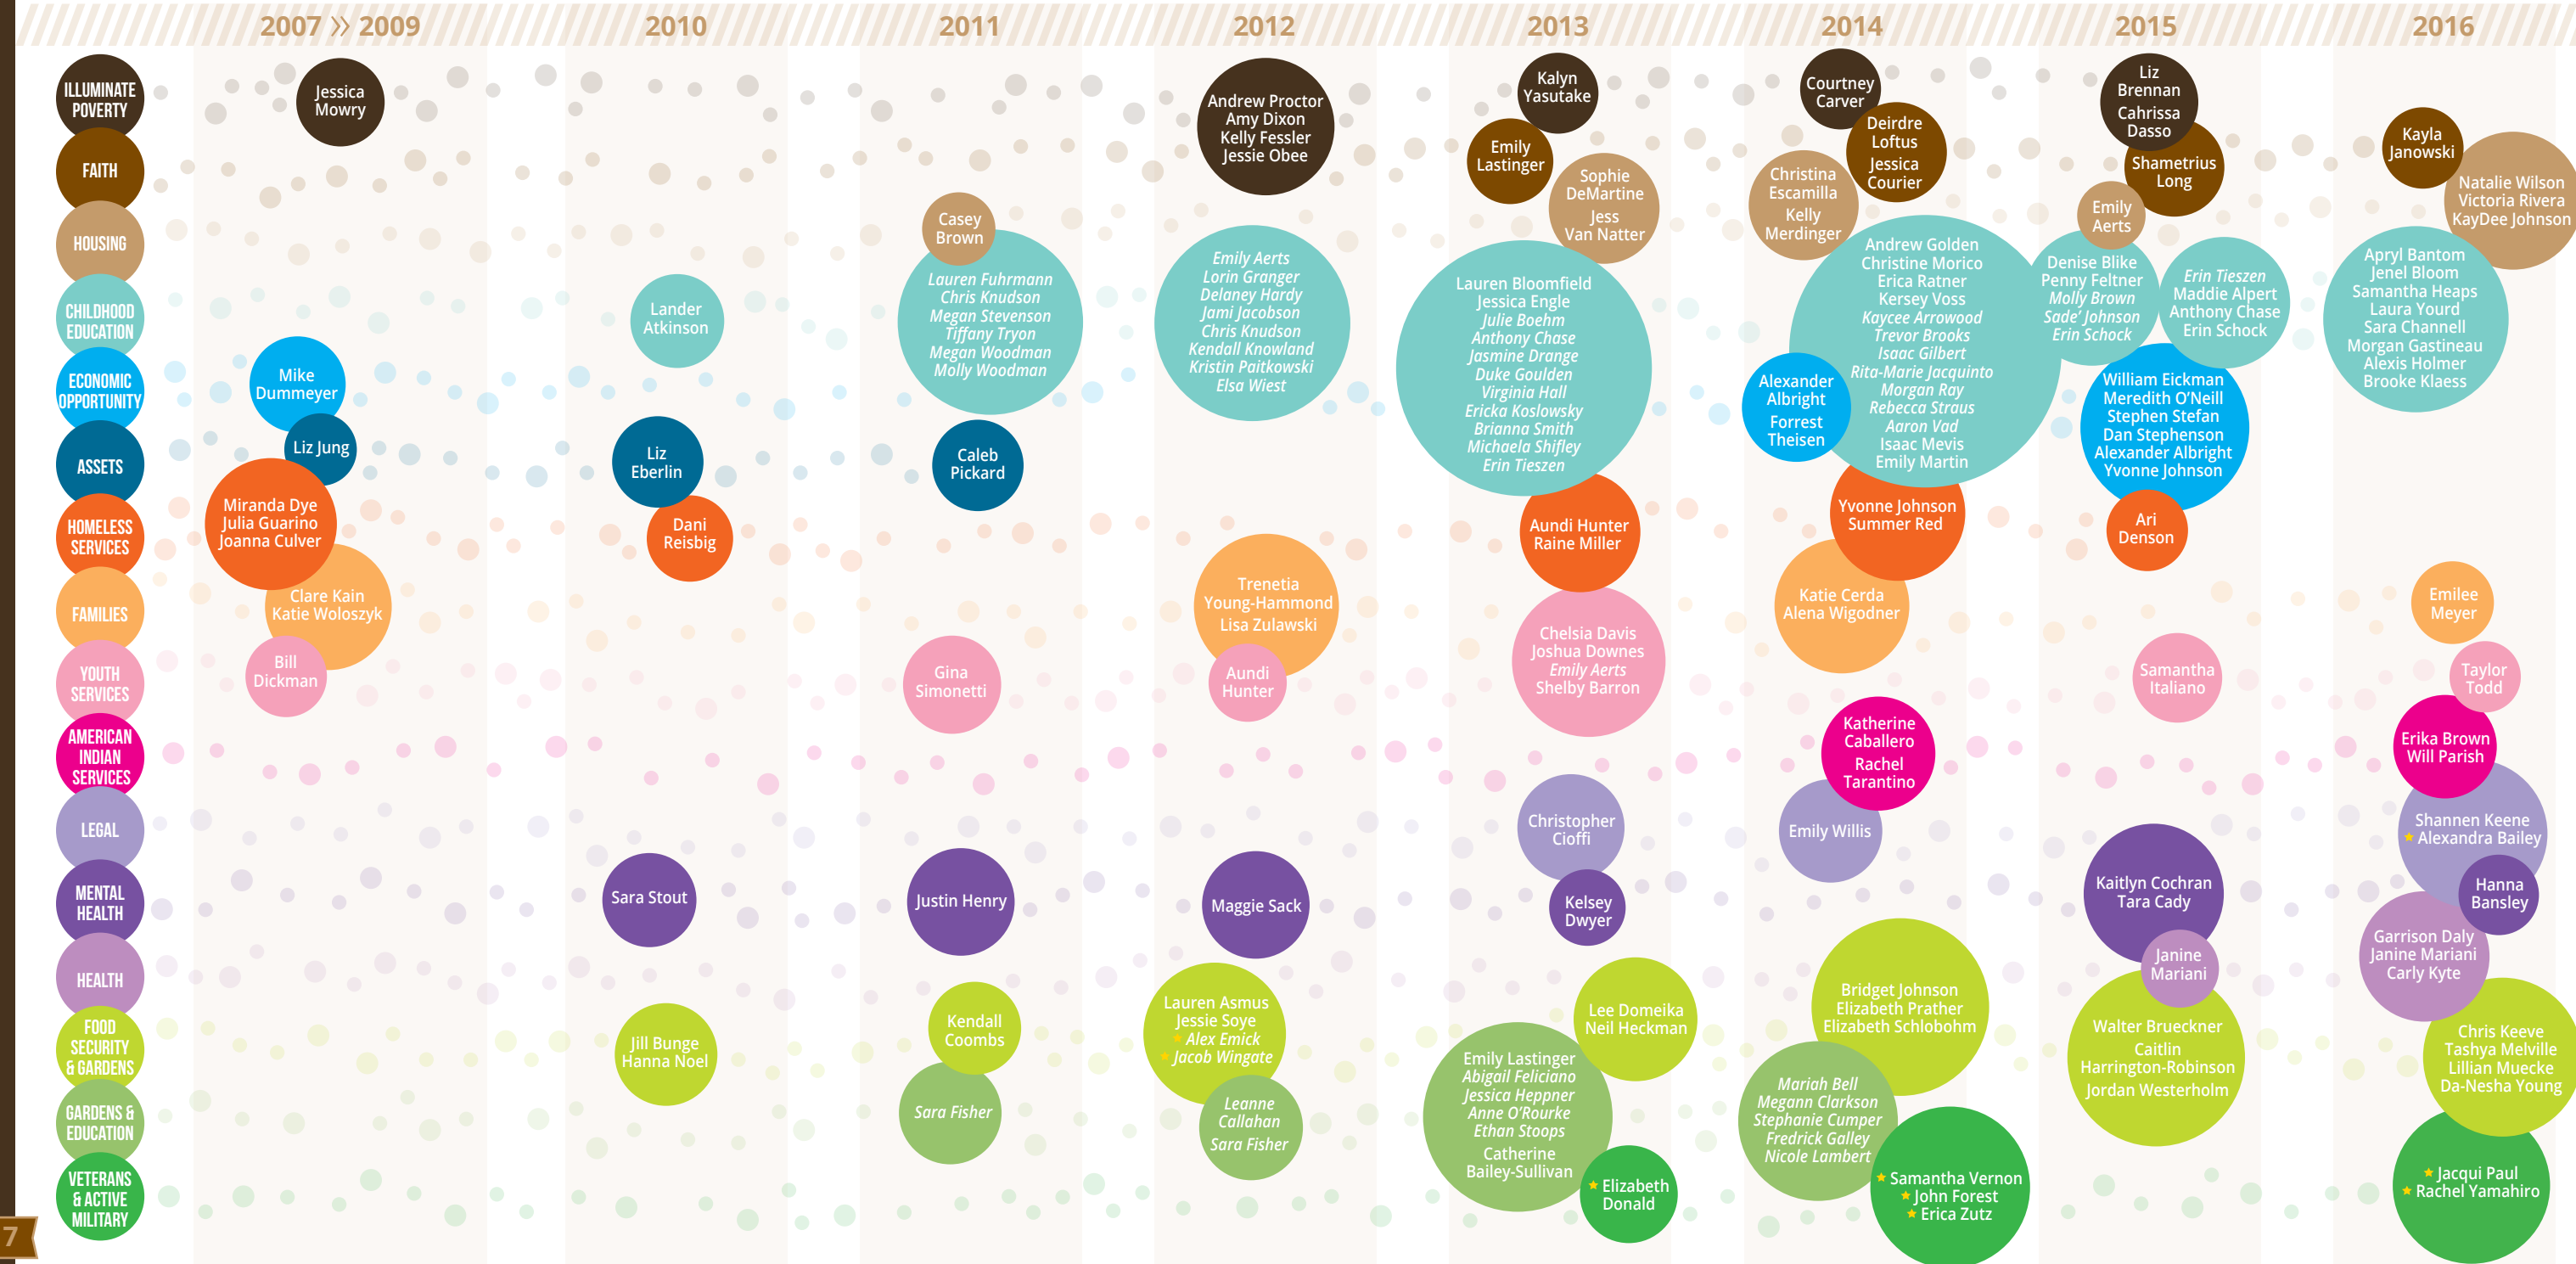 2007 » 2009
2010
2011
2012
2013
2014
2015
2016
ILLUMINATE
POVERTY
FAITH
HOUSING
CHILDHOOD
EDUCATION
ECONOMIC
OPPORTUNITY
ASSETS
HOMELESS
SERVICES
FAMILIES
YOUTH
SERVICES
AMERICAN
INDIAN
SERVICES
LEGAL
MENTAL
HEALTH
HEALTH
FOOD
SECURITY
& GARDENS
GARDENS &
EDUCATION
VETERANS
& ACTIVE
MILITARY
7
Jessica
Mowry
Mike
Dummeyer
Liz Jung
Miranda Dye
Julia Guarino
Joanna Culver
Clare Kain
Katie Woloszyk
Bill
Dickman
Lander
Atkinson
Liz
Eberlin
Dani
Reisbig
Sara Stout
Jill Bunge
Hanna Noel
Casey
Brown
Lauren Fuhrmann
Chris Knudson
Megan Stevenson
Tiffany Tryon
Megan Woodman
Molly Woodman
Caleb
Pickard
Gina
Simonetti
Justin Henry
Kendall
Coombs
Sara Fisher
Andrew Proctor
Amy Dixon
Kelly Fessler
Jessie Obee
Emily Aerts
Lorin Granger
Delaney Hardy
Jami Jacobson
Chris Knudson
Kendall Knowland
Kristin Paitkowski
Elsa Wiest
Trenetia
Young-Hammond
Lisa Zulawski
Aundi
Hunter
Maggie Sack
Lauren Asmus
Jessie Soye
Alex Emick
Jacob Wingate
Leanne
Callahan
Sara Fisher
Kalyn
Yasutake
Emily
Lastinger
Sophie
DeMartine
Jess
Van Natter
Lauren Bloomfield
Jessica Engle
Julie Boehm
Anthony Chase
Jasmine Drange
Duke Goulden
Virginia Hall
Ericka Koslowsky
Brianna Smith
Michaela Shifley
Erin Tieszen
Aundi Hunter
Raine Miller
Chelsia Davis
Joshua Downes
Emily Aerts
Shelby Barron
Christopher
Cioffi
Kelsey
Dwyer
Lee Domeika
Neil Heckman
Emily Lastinger
Abigail Feliciano
Jessica Heppner
Anne O'Rourke
Ethan Stoops
Catherine
Bailey-Sullivan
Elizabeth
Donald
Courtney
Carver
Deirdre
Loftus
Jessica
Courier
Christina
Escamilla
Kelly
Merdinger
Andrew Golden
Christine Morico
Erica Ratner
Kersey Voss
Kaycee Arrowood
Trevor Brooks
Isaac Gilbert
Rita-Marie Jacquinto
Morgan Ray
Rebecca Straus
Aaron Vad
Isaac Mevis
Emily Martin
Alexander
Albright
Forrest
Theisen
Yvonne Johnson
Summer Red
Katie Cerda
Alena Wigodner
Katherine
Caballero
Rachel
Tarantino
Emily Willis
Bridget Johnson
Elizabeth Prather
Elizabeth Schlobohm
Mariah Bell
Megann Clarkson
Stephanie Cumper
Fredrick Galley
Nicole Lambert
Samantha Vernon
John Forest
Erica Zutz
Liz
Brennan
Cahrissa
Dasso
Shametrius
Long
Emily
Aerts
Denise Blike
Penny Feltner
Molly Brown
Sade' Johnson
Erin Schock
Erin Tieszen
Maddie Alpert
Anthony Chase
Erin Schock
William Eickman
Meredith O'Neill
Stephen Stefan
Dan Stephenson
Alexander Albright
Yvonne Johnson
Ari
Denson
Samantha
Italiano
Kaitlyn Cochran
Tara Cady
Janine
Mariani
Walter Brueckner
Caitlin
Harrington-Robinson
Jordan Westerholm
Kayla
Janowski
Natalie Wilson
Victoria Rivera
KayDee Johnson
Apryl Bantom
Jenel Bloom
Samantha Heaps
Laura Yourd
Sara Channell
Morgan Gastineau
Alexis Holmer
Brooke Klaess
Emilee
Meyer
Taylor
Todd
Erika Brown
Will Parish
Shannen Keene
Alexandra Bailey
Hanna
Bansley
Garrison Daly
Janine Mariani
Carly Kyte
Chris Keeve
Tashya Melville
Lillian Muecke
Da-Nesha Young
Jacqui Paul
Rachel Yamahiro